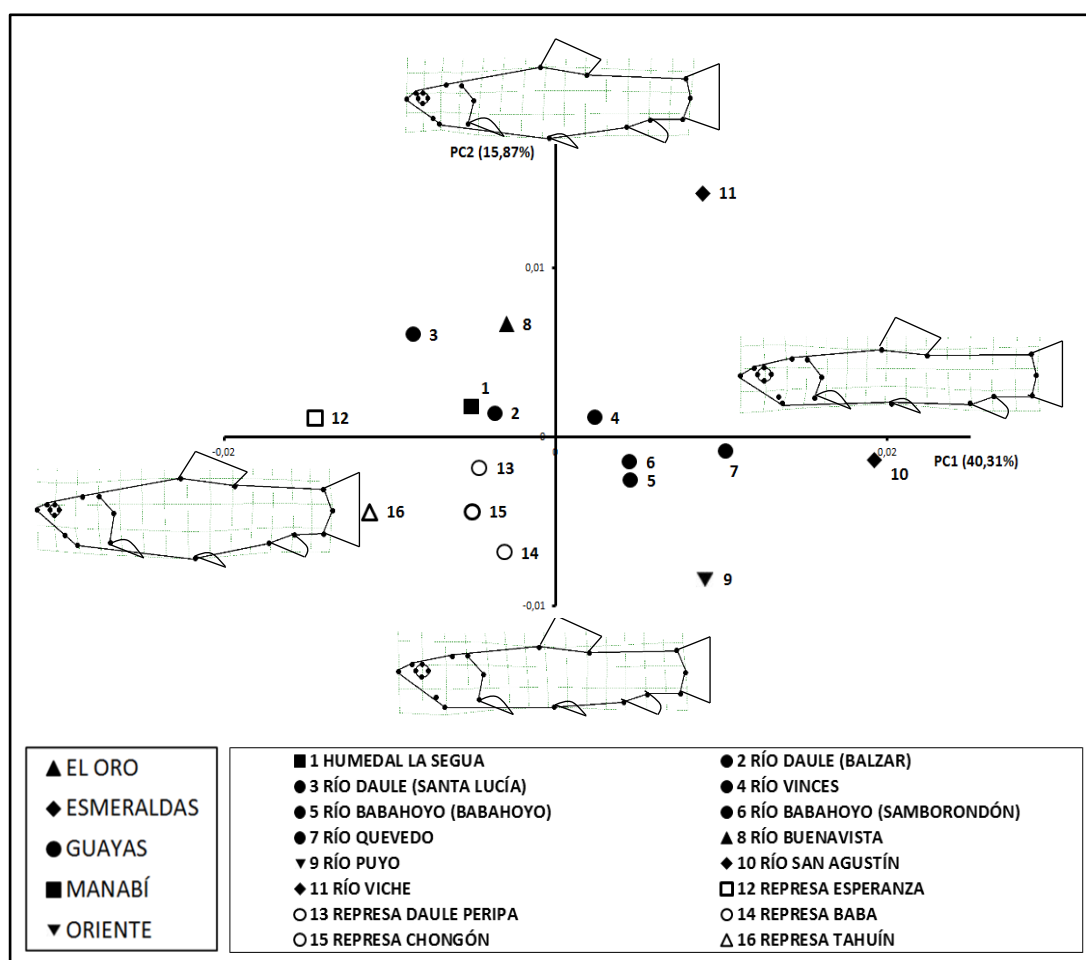 PC2 (15,87%)
11
0,01
3
8
1
2
4
12
-0,02
0
0
0,02
13
6
5
7
10
PC1 (40,31%)
16
15
14
9
-0,01
EL ORO
ESMERALDAS
GUAYAS
MANABÍ
ORIENTE
1 HUMEDAL LA SEGUA
2 RÍO DAULE (BALZAR)
3 RÍO DAULE (SANTA LUCÍA)
4 RÍO VINCES
5 RÍO BABAHOYO (BABAHOYO)
6 RÍO BABAHOYO (SAMBORONDÓN)
7 RÍO QUEVEDO
8 RÍO BUENAVISTA
9 RÍO PUYO
10 RÍO SAN AGUSTÍN
11 RÍO VICHE
12 REPRESA ESPERANZA
13 REPRESA DAULE PERIPA
14 REPRESA BABA
15 REPRESA CHONGÓN
16 REPRESA TAHUÍN